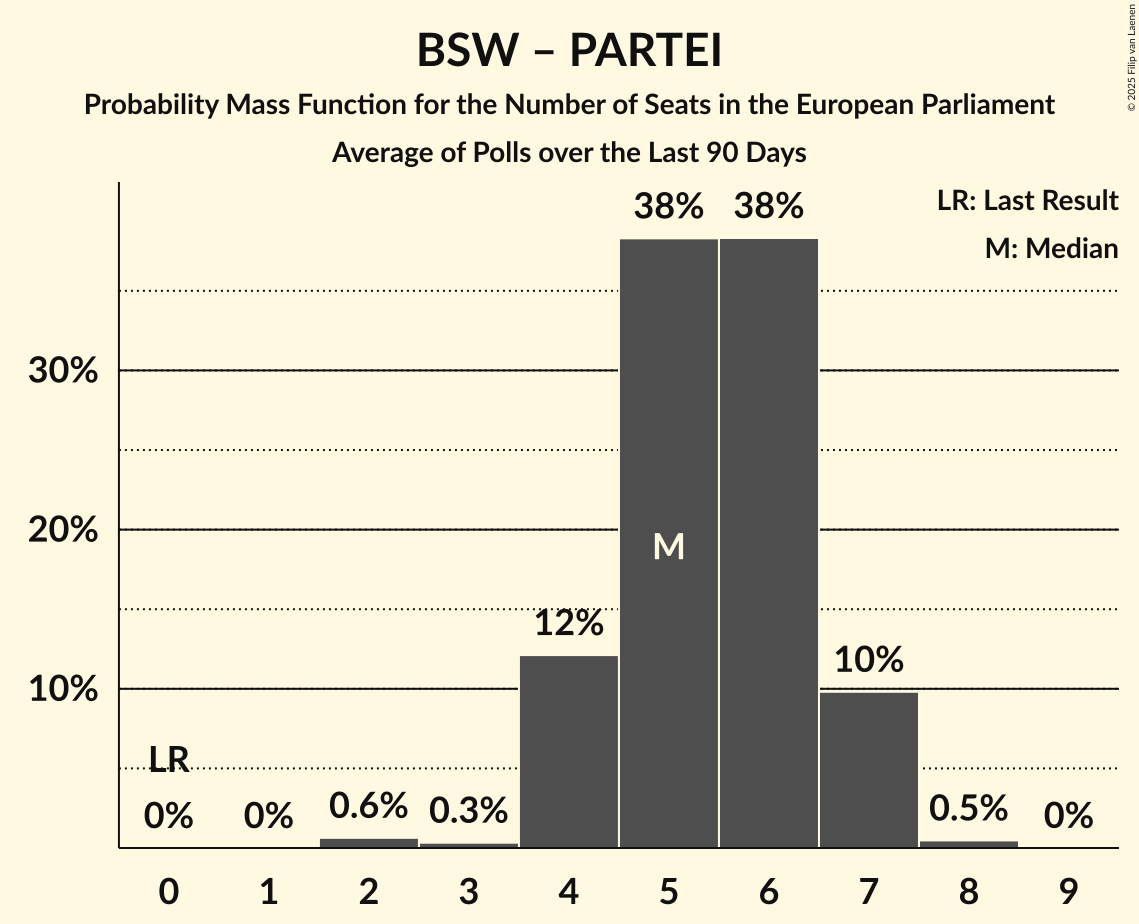 BSW – PARTEI
Probability Mass Function for the Number of Seats in the European Parliament
Average of Polls over the Last 90 Days
© 2025 Filip van Laenen
LR: Last Result
M: Median
38% 38%
30%
20%
M
12%
10%
10%
LR
0% 0% 0.6% 0.3% 0.5% 0%
0 1 2 3 4 5 6 7 8 9